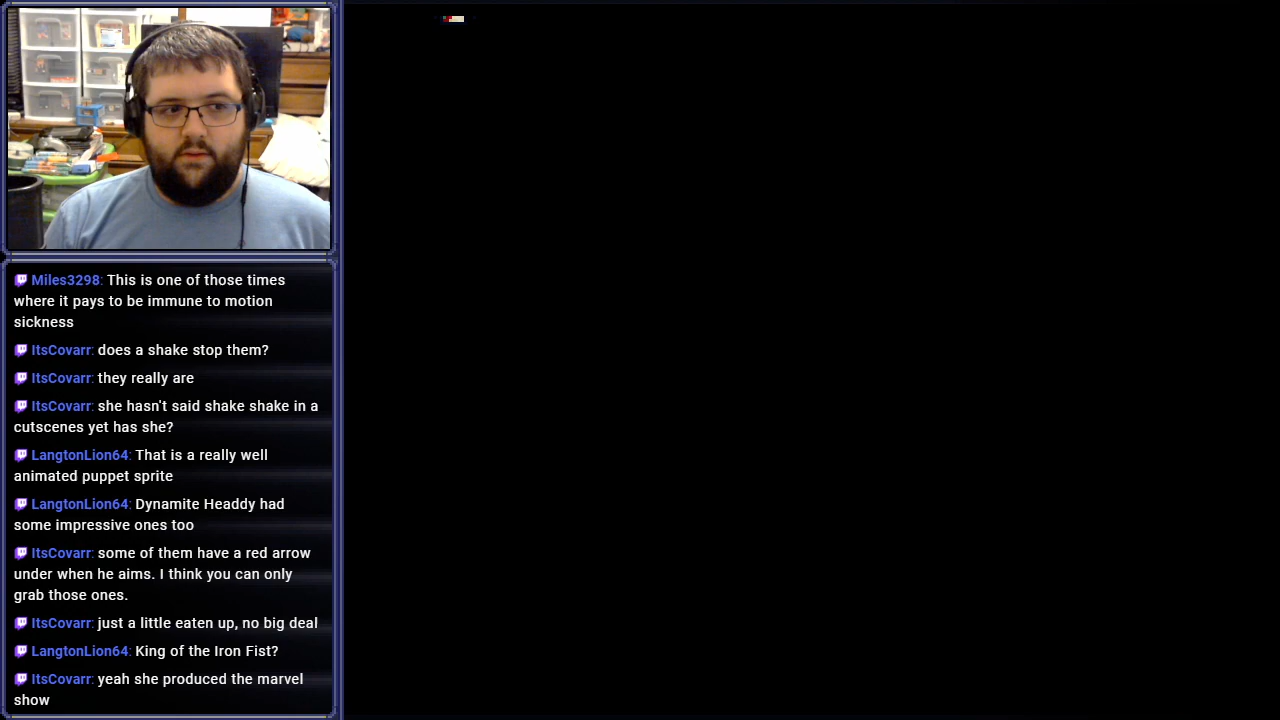 Miles3298: This is one of those times
where it pays to be immune to motion
sickness
ItsCovarr: does a shake stop them?
ItsCovarr: they really are
ItsCovarr: she hasn't said shake shake in a
cutscenes yet has she?
LangtonLion64: That is a really well
animated puppet sprite
LangtonLion64: Dynamite Headdy had
some impressive ones too
ItsCovarr: some of them have a red arrow
under when he aims. I think you can only
grab those ones.
ItsCovarr: just a little eaten up, no big deal
LangtonLion64: King of the Iron Fist?
ItsCovarr: yeah she produced the marvel
show